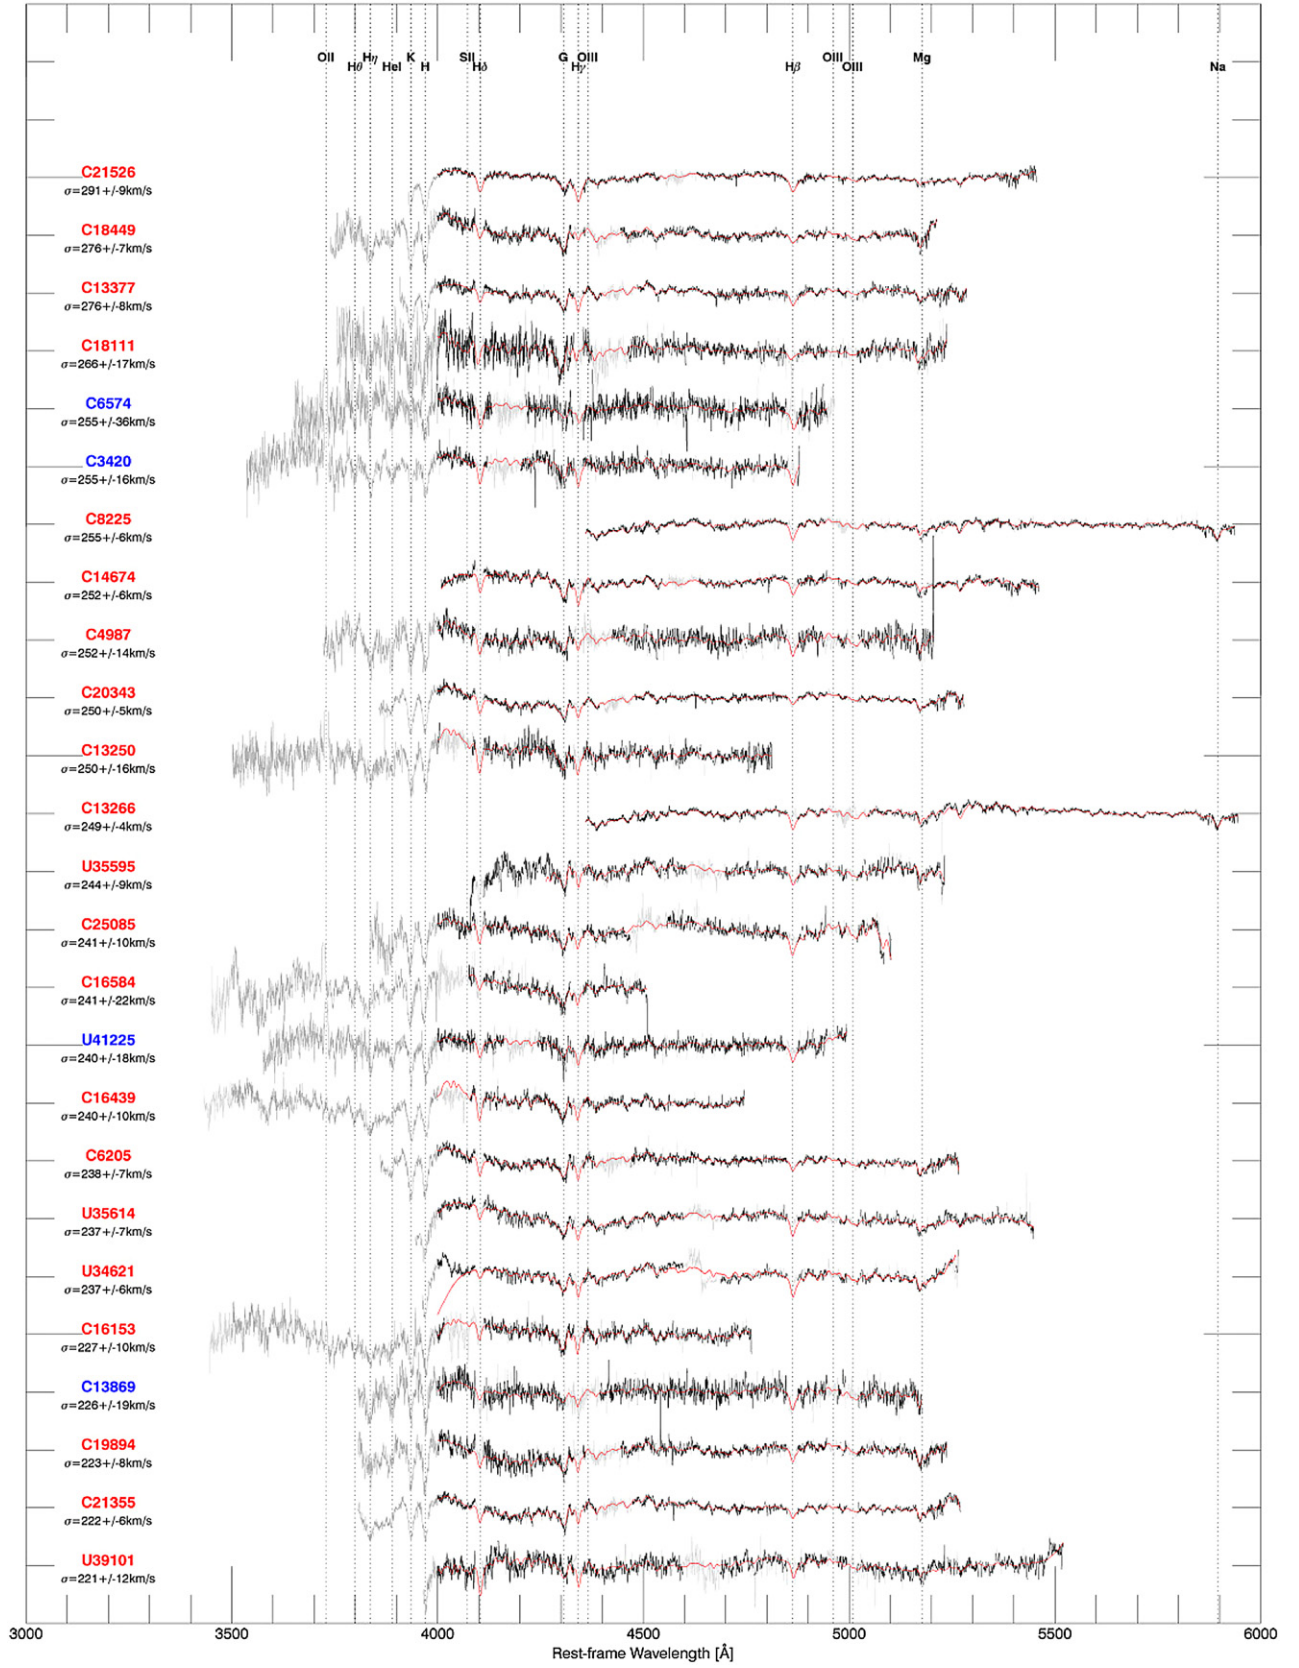 OII Hη K SII G OIII OIII Mg
Hθ HeI H Hδ Hγ Hβ OIII Na
C21526
σ=291+/-9km/s
C18449
σ=276+/-7km/s
C13377
σ=276+/-8km/s
C18111
σ=266+/-17km/s
C6574
σ=255+/-36km/s
C3420
σ=255+/-16km/s
C8225
σ=255+/-6km/s
C14674
σ=252+/-6km/s
C4987
σ=252+/-14km/s
C20343
σ=250+/-5km/s
C13250
σ=250+/-16km/s
C13266
σ=249+/-4km/s
U35595
σ=244+/-9km/s
C25085
σ=241+/-10km/s
C16584
σ=241+/-22km/s
U41225
σ=240+/-18km/s
C16439
σ=240+/-10km/s
C6205
σ=238+/-7km/s
U35614
σ=237+/-7km/s
U34621
σ=237+/-6km/s
C16153
σ=227+/-10km/s
C13869
σ=226+/-19km/s
C19894
σ=223+/-8km/s
C21355
σ=222+/-6km/s
U39101
σ=221+/-12km/s
3000 3500 4000 4500 5000 5500 6000
Rest-frame Wavelength [Å]